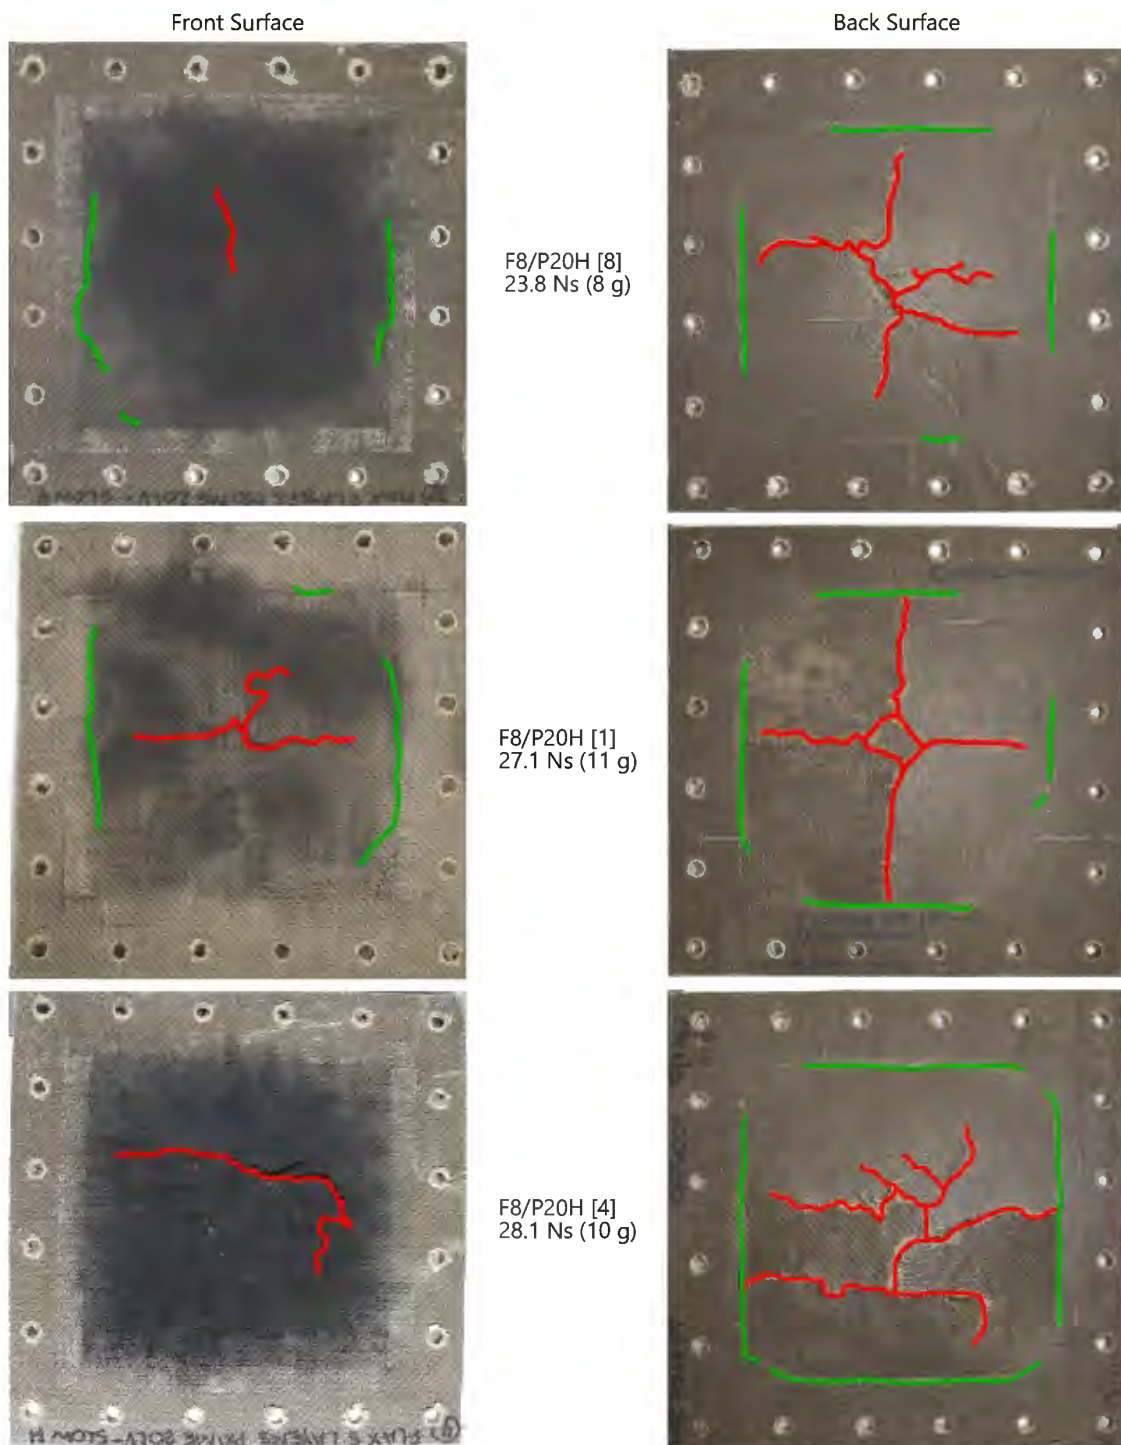 Front Surface
Back Surface
F8/P20H [8]
23.8 Ns (8 g)
F8/P20H [1]
27.1 Ns (11 g)
F8/P20H [4]
28.1 Ns (10 g)